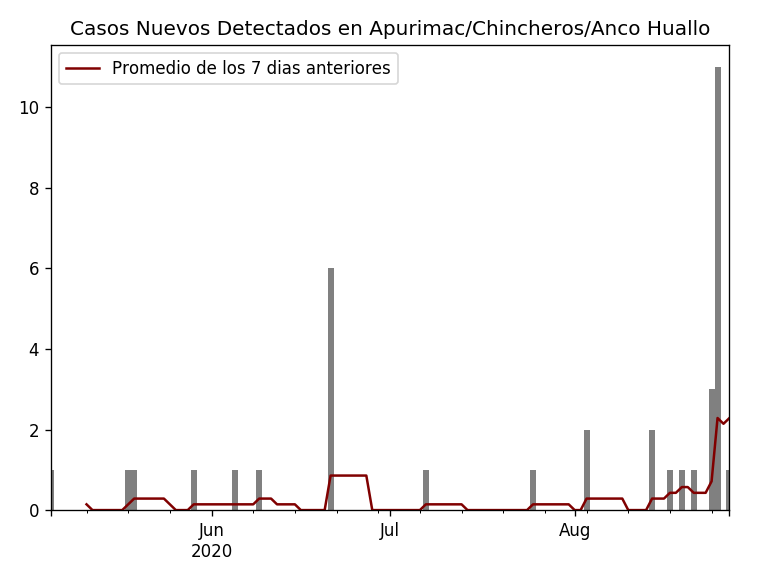 Casos Nuevos Detectados en Apurimac/Chincheros/Anco Huallo
Promedio de los 7 dias anteriores
10
8
6
4
2
0
Jun
2020
Jul
Aug